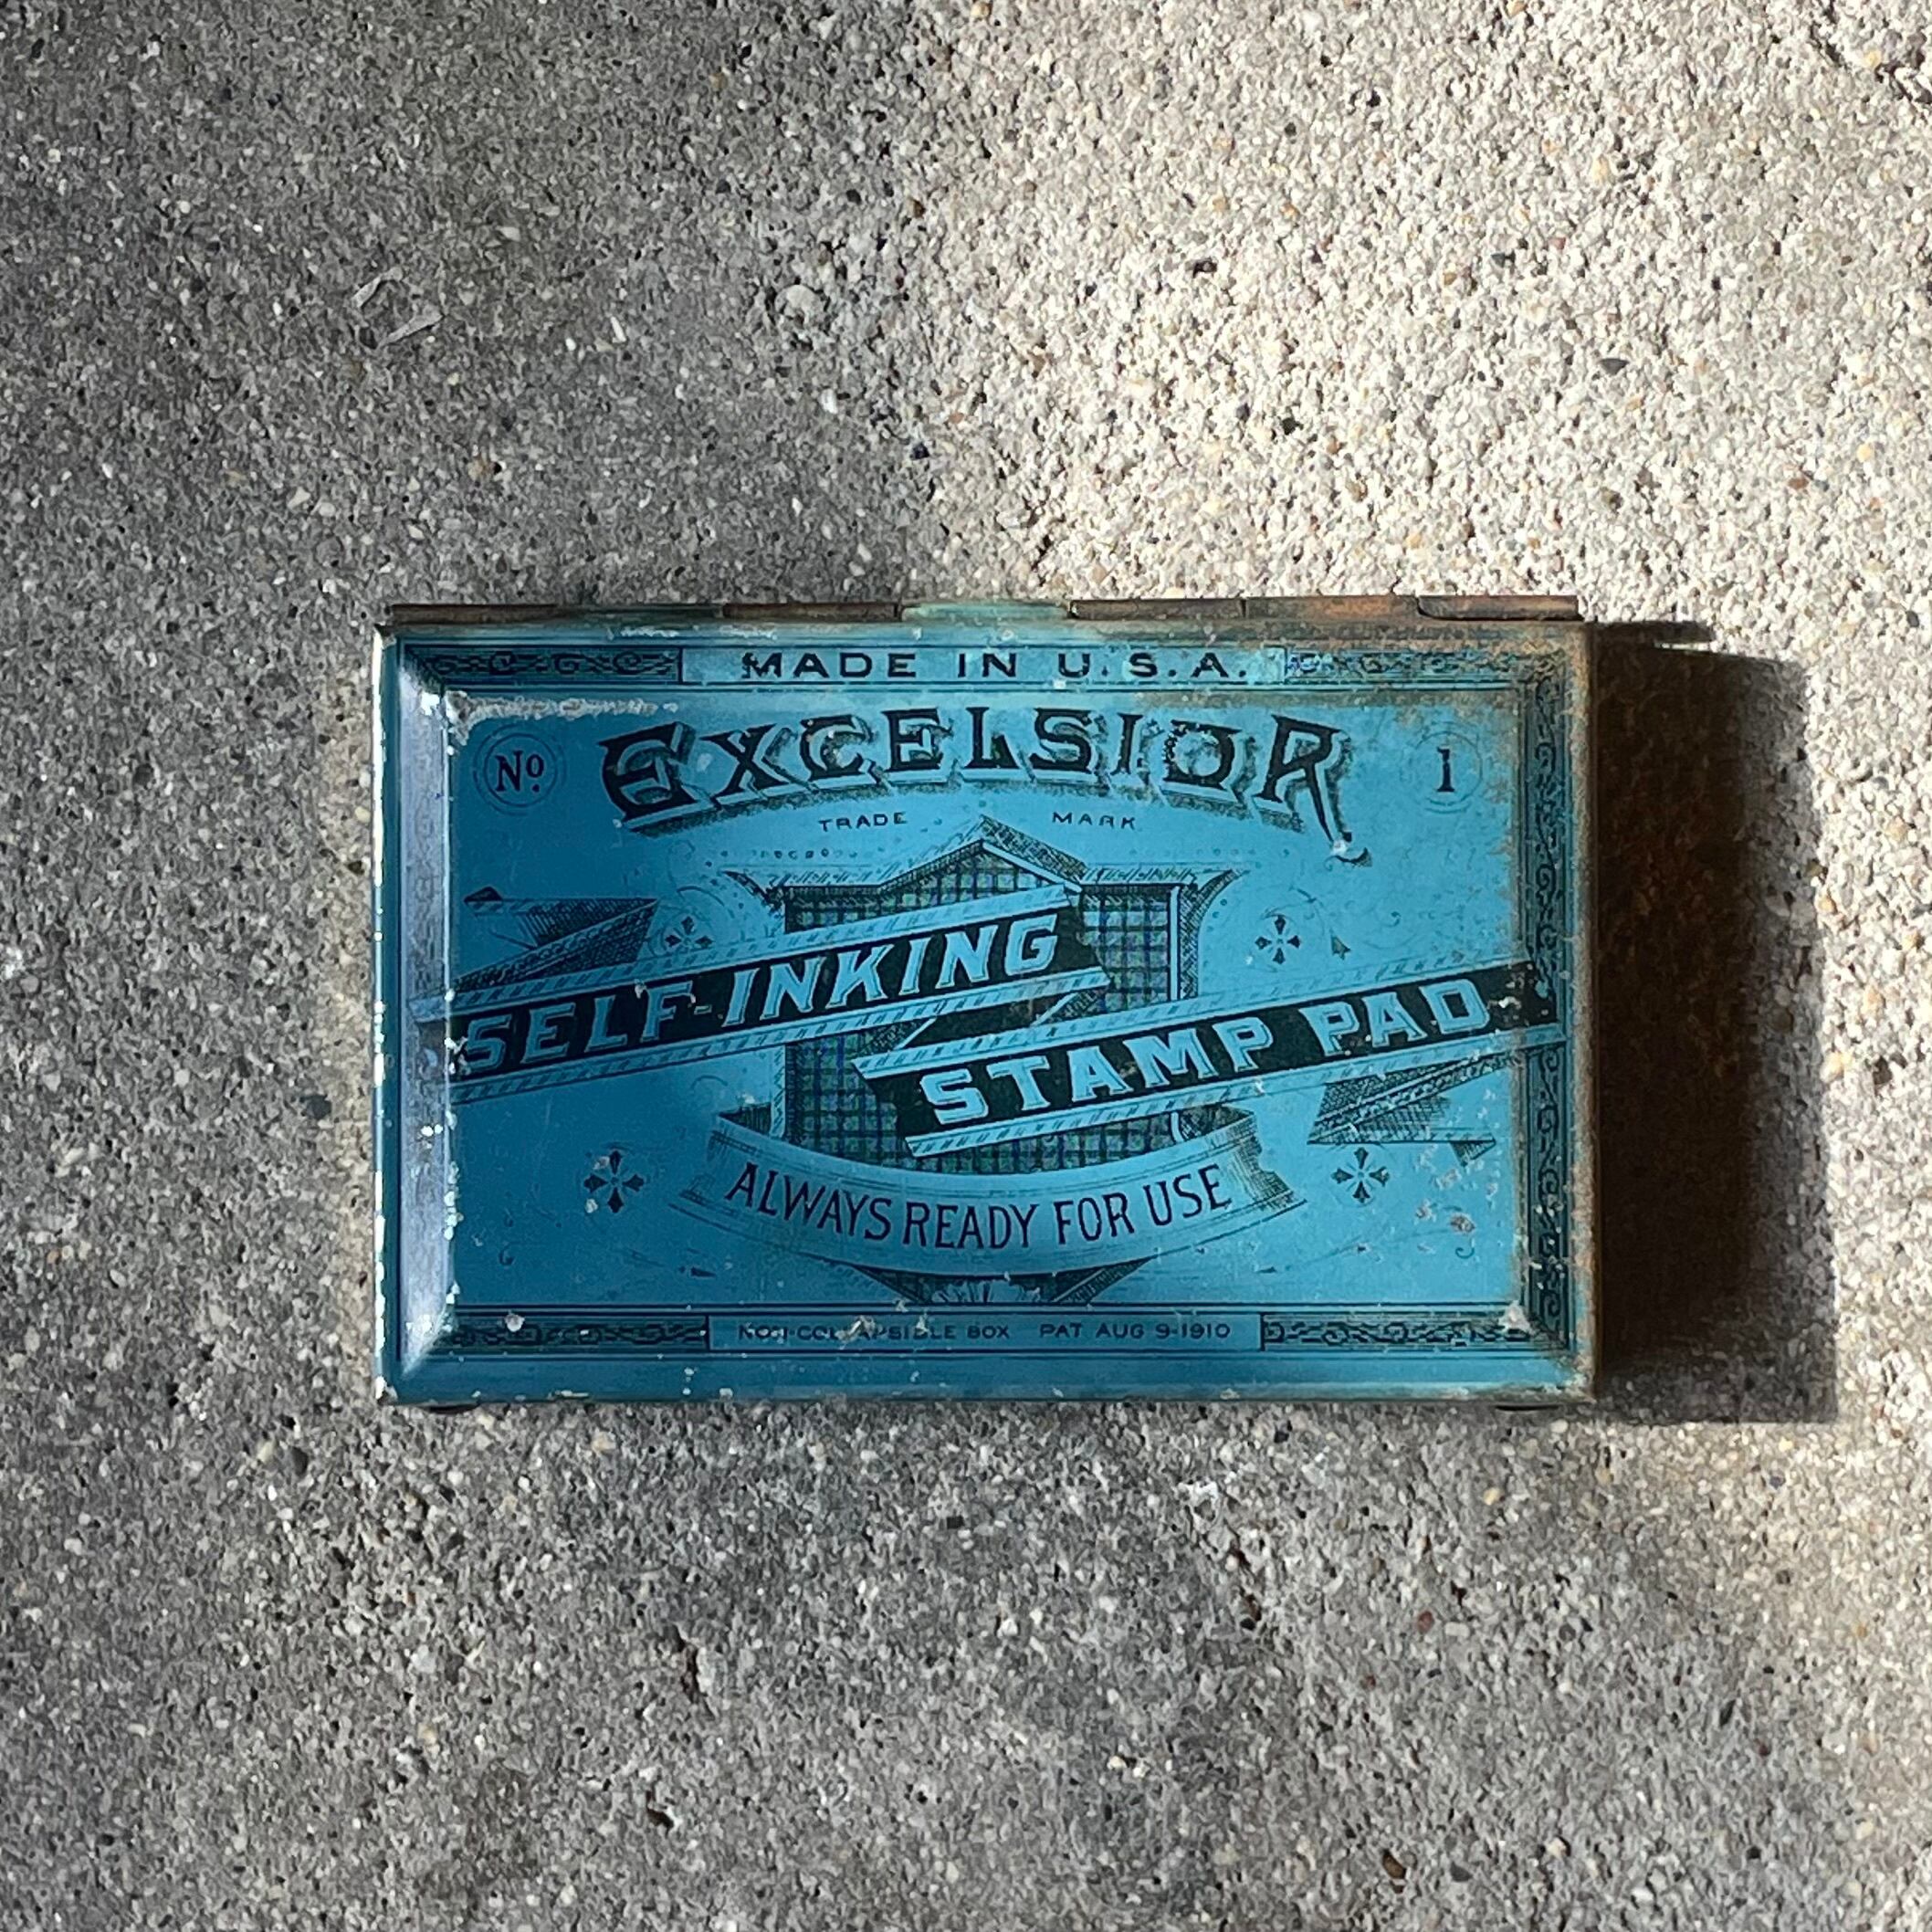 MADE IN U.S.A.
No. EXCELSIOR 1
TRADE MARK
SELF-INKING
STAMP PAD
ALWAYS READY FOR USE
NON-COLLAPSIBLE BOX PAT AUG 9-1910